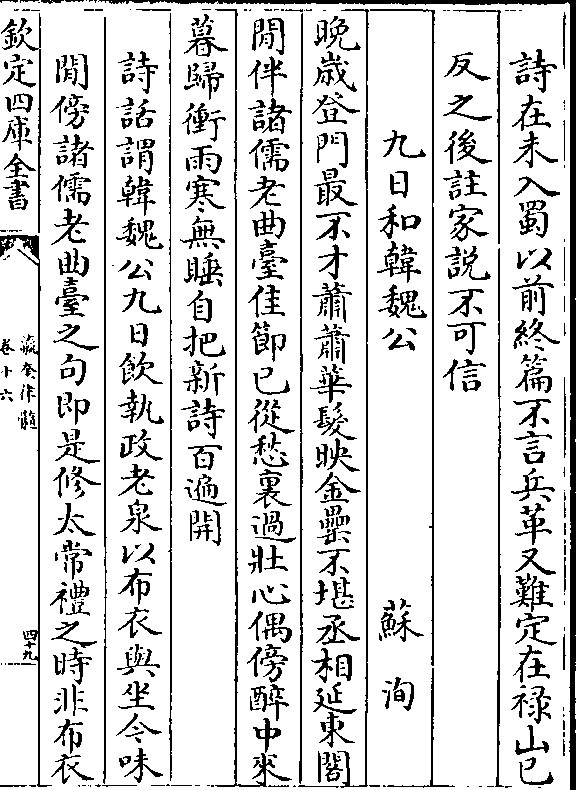 詩在未入蜀以前終篇不言兵革又難定在祿山已
反之後註家説不可信
九日和韓魏公　蘇洵
晩歲登門最不才蕭蕭華髮映金罍不堪丞相延東閣
閒伴諸儒老曲臺佳節已從愁裏過壯心偶傍醉中來
暮歸衝雨寒無睡自把新詩百遍開
詩話謂韓魏公九日飲執政老泉以布衣與坐今味
閒傍諸儒老曲臺之句即是修太常禮之時非布衣
欽定四庫全書
瀛奎律髓
卷十六
四十九